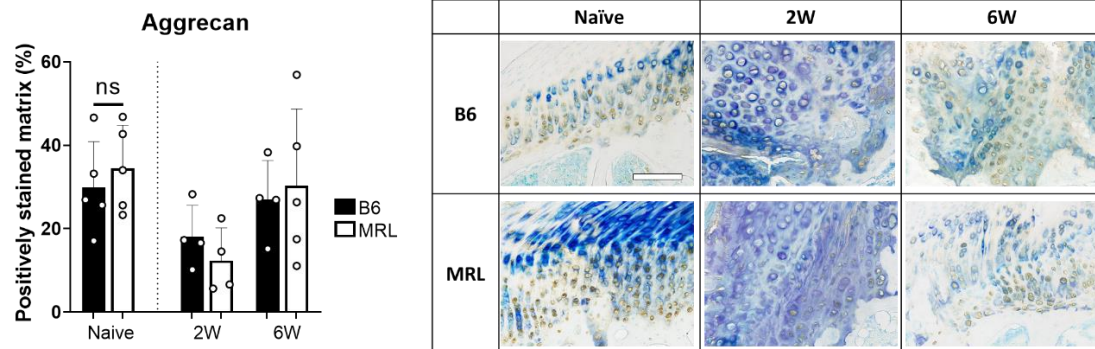 Aggrecan
Positively stained matrix (%)
60
40
20
0
ns
Naive
2W
6W
B6
MRL
Naïve
2W
6W
B6
MRL